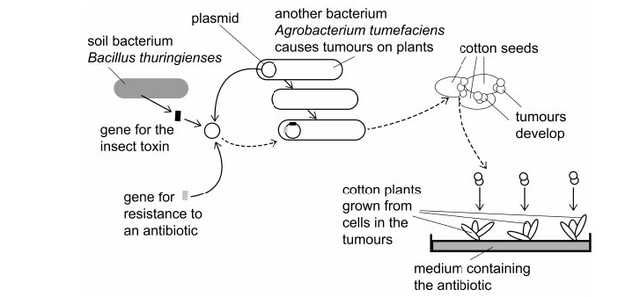 plasmid
another bacterium
Agrobacterium tumefaciens
causes tumours on plants
soil bacterium
Bacillus thuringienses
cotton seeds
gene for the
insect toxin
tumours
develop
gene for
resistance to
an antibiotic
cotton plants
grown from
cells in the
tumours
medium containing
the antibiotic